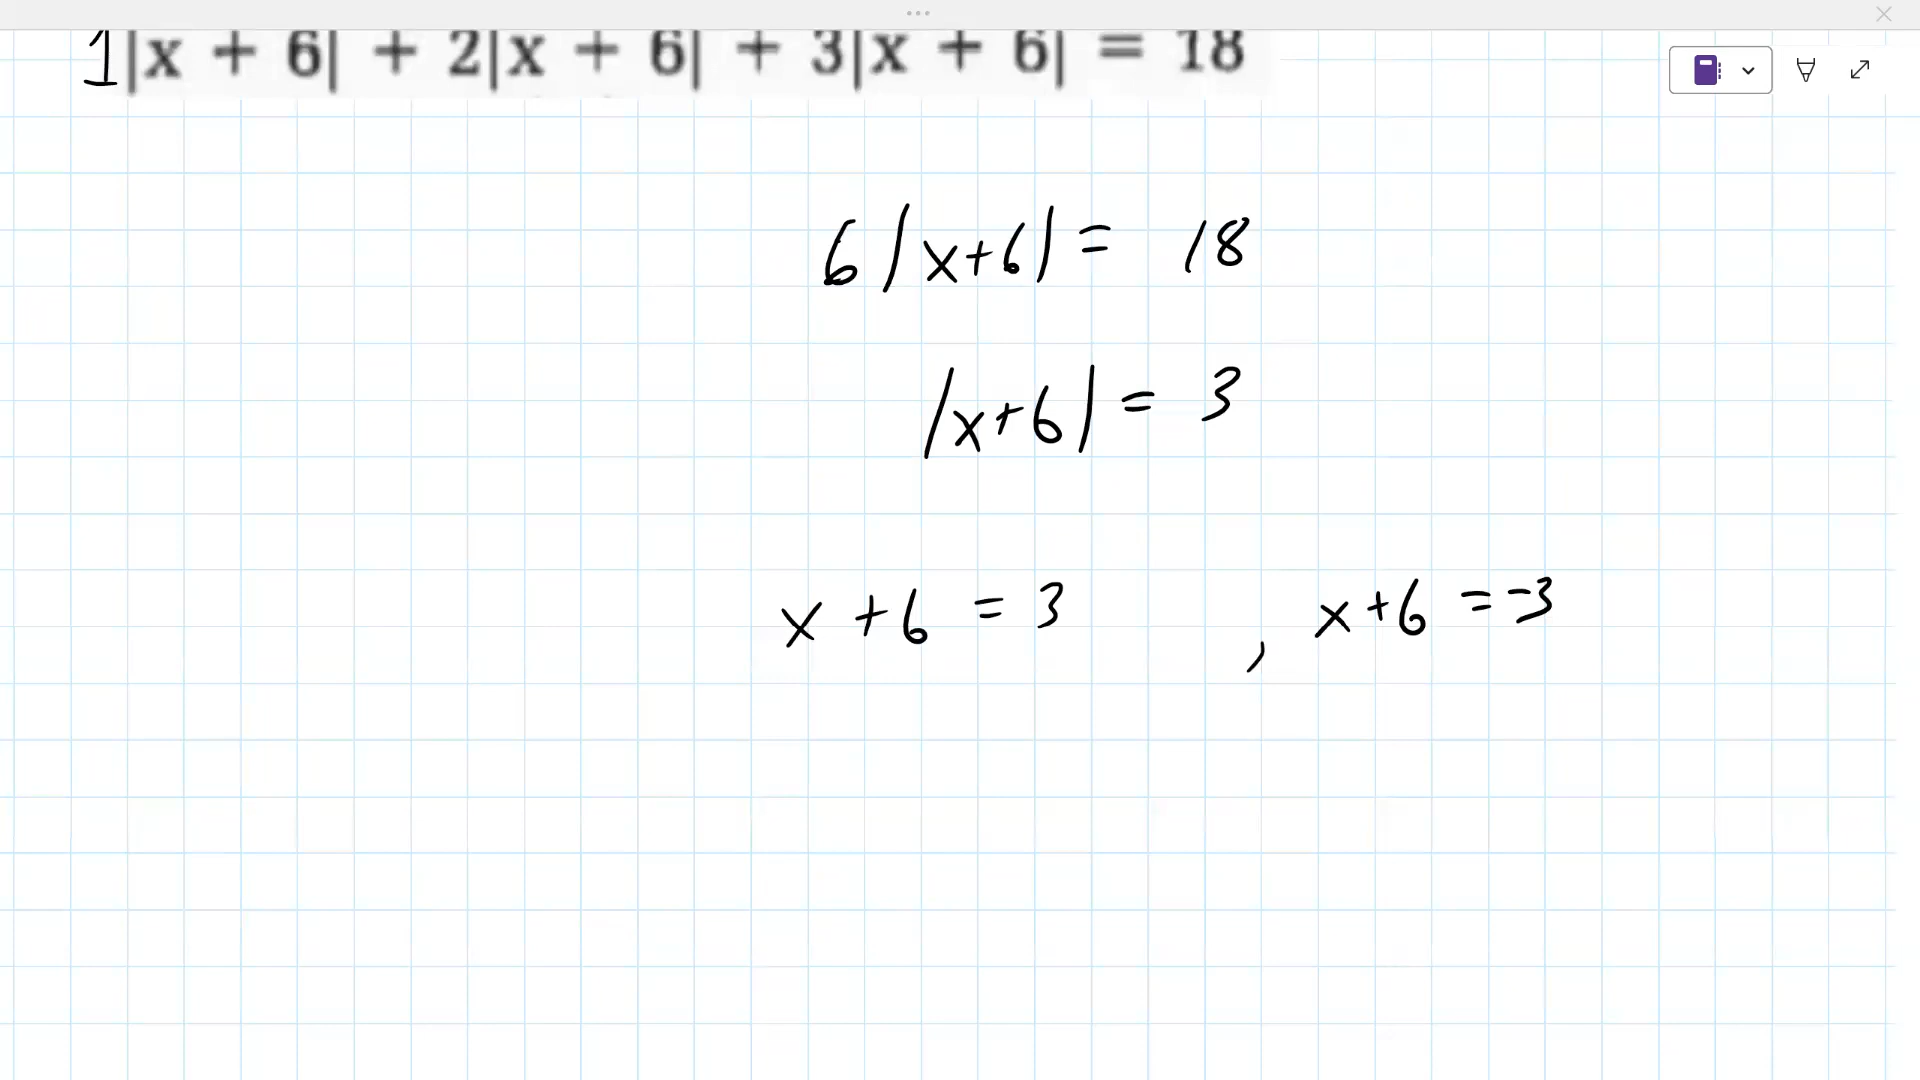 1|x + 6| + 2|x + 6| + 3|x + 6| = 18
6|x+6| = 18
|x+6| = 3
x+6 = 3 , x+6 = -3